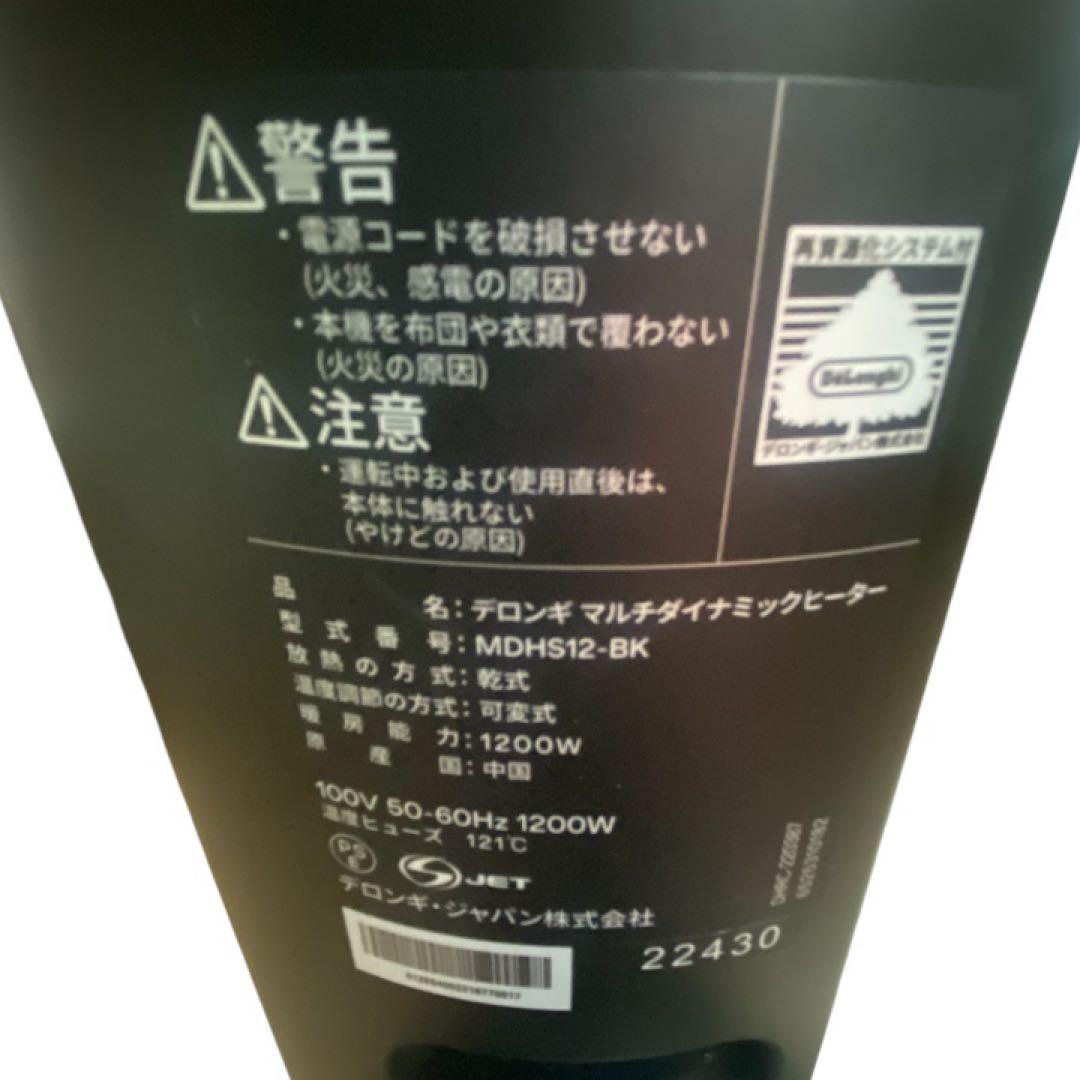 警告
・電源コードを破損させない
(火災、感電の原因)
・本機を布団や衣類で覆わない
(火災の原因)
注意
・運転中および使用直後は、
本体に触れない
(やけどの原因)
再資源化システム付
DeLonghi
デロンギ・ジャパン株式会社
品名：デロンギ マルチダイナミックヒーター
型式番号：MDHS12-BK
放熱の方式：乾式
温度調節の方式：可変式
暖房能力：1200W
原産国：中国
100V 50-60Hz 1200W
温度ヒューズ 121℃
PS
E
JET
デロンギ・ジャパン株式会社
22430